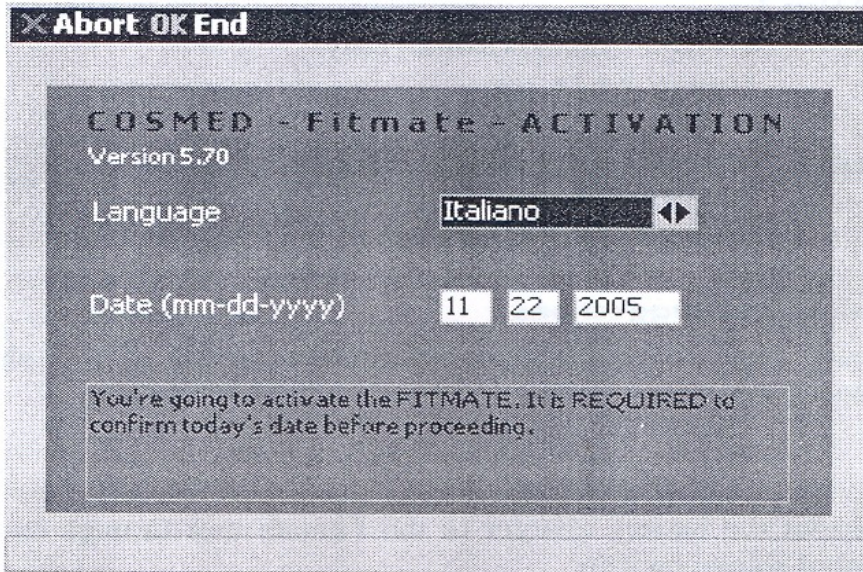 × Abort OK End
COSMED - Fitmate - ACTIVATION
Version 5.70
Language Italiano
Date (mm-dd-yyyy) 11 22 2005
You're going to activate the FITMATE. It is REQUIRED to
confirm today's date before proceeding.